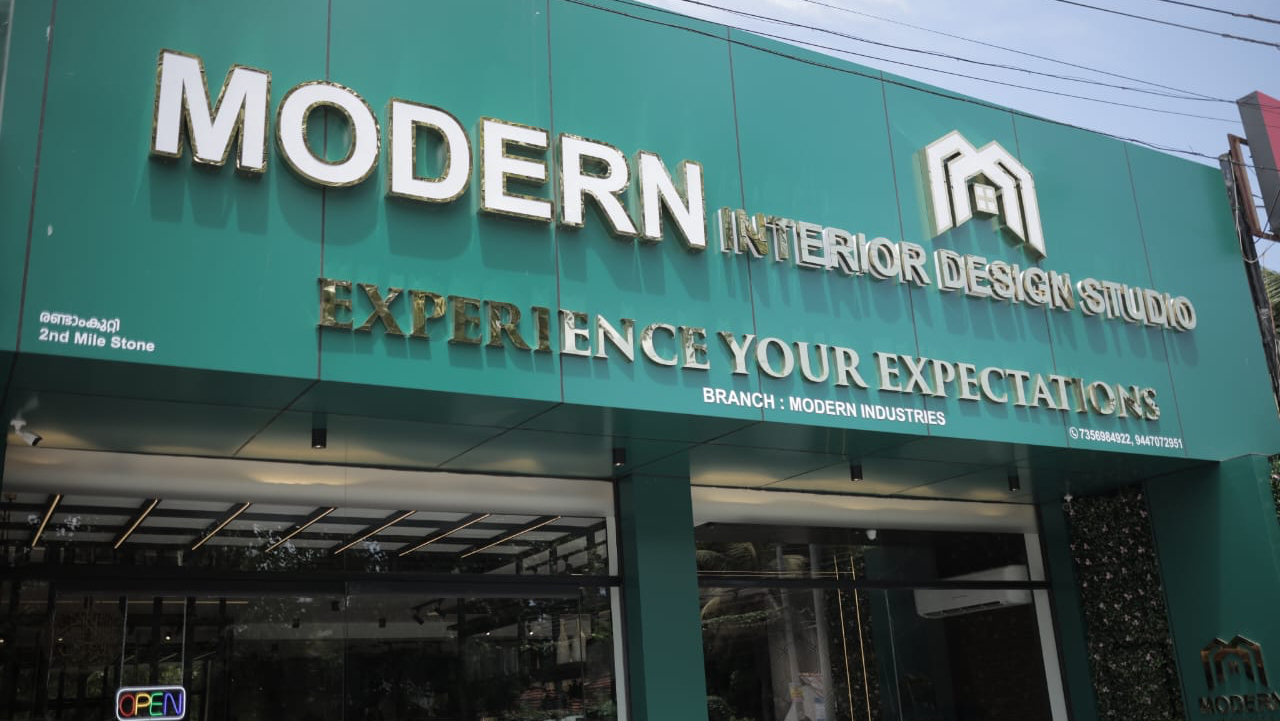 MODERN INTERIOR DESIGN STUDIO
EXPERIENCE YOUR EXPECTATIONS
രണ്ടാംകുറ്റി
2nd Mile Stone
BRANCH : MODERN INDUSTRIES
7356984922, 9447072951
OPEN
MODERN